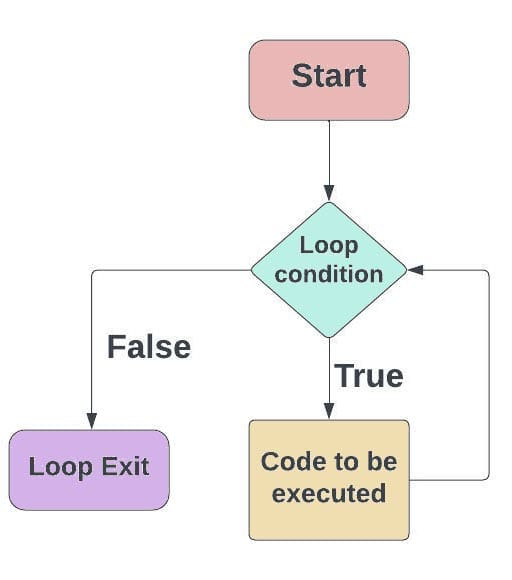 Start
Loop
condition
False
True
Loop Exit
Code to be
executed